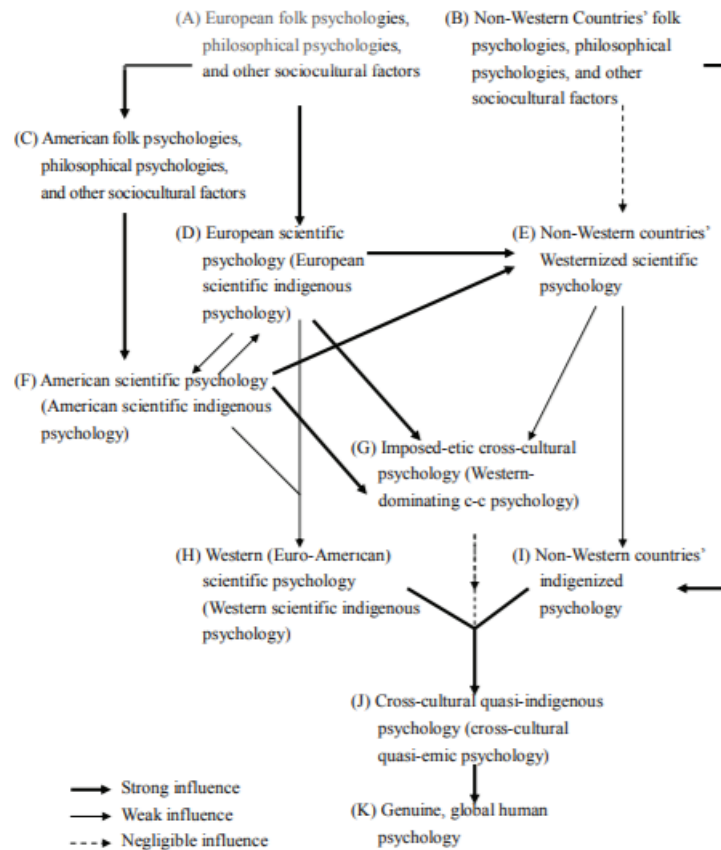 (A) European folk psychologies,
philosophical psychologies,
and other sociocultural factors
(B) Non-Western Countries’ folk
psychologies, philosophical
psychologies, and other
sociocultural factors
(C) American folk psychologies,
philosophical psychologies,
and other sociocultural factors
(D) European scientific
psychology (European
scientific indigenous
psychology)
(E) Non-Western countries’
Westernized scientific
psychology
(F) American scientific psychology
(American scientific indigenous
psychology)
(G) Imposed-etic cross-cultural
psychology (Western-
dominating c-c psychology)
(H) Western (Euro-American)
scientific psychology
(Western scientific indigenous
psychology)
(I) Non-Western countries’
indigenized
psychology
(J) Cross-cultural quasi-indigenous
psychology (cross-cultural
quasi-emic psychology)
(K) Genuine, global human
psychology
Strong influence
Weak influence
Negligible influence